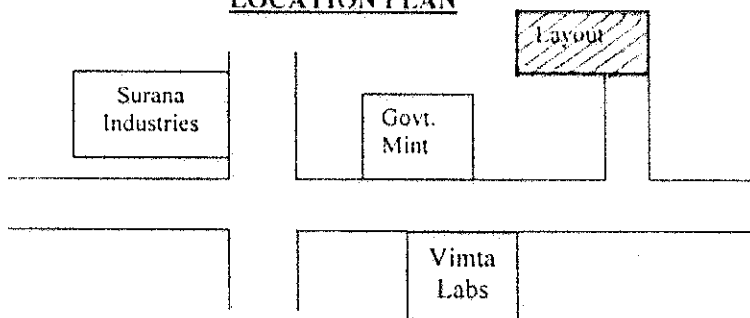 LOCATION PLAN
Layout
Surana
Industries
Govt.
Mint
Vimta
Labs